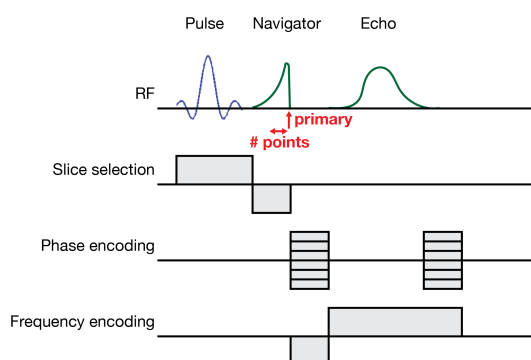 Pulse Navigator Echo
RF
primary
# points
Slice selection
Phase encoding
Frequency encoding